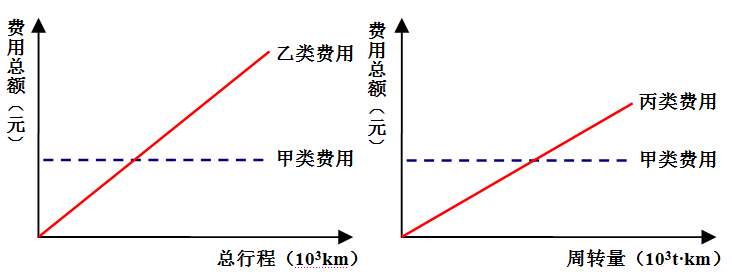 费用总额（元）
乙类费用
甲类费用
总行程（10³km）
费用总额（元）
丙类费用
甲类费用
周转量（10³t·km）